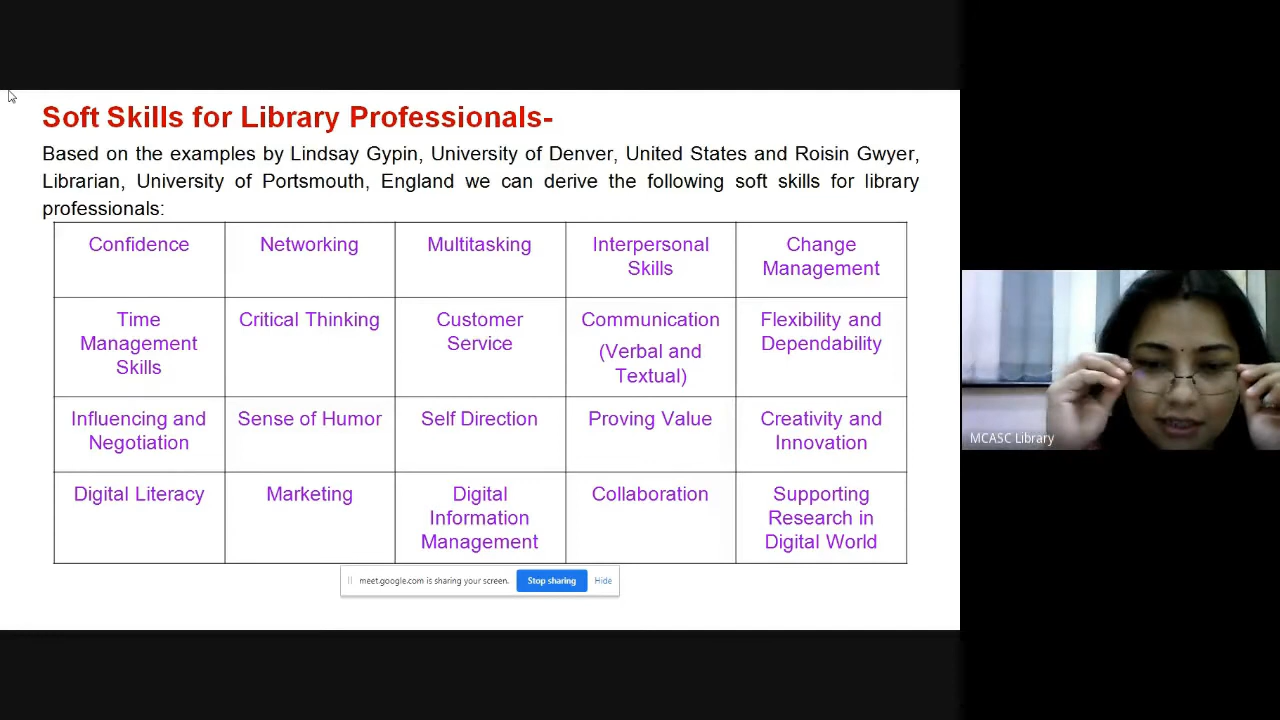 Soft Skills for Library Professionals-
Based on the examples by Lindsay Gypin, University of Denver, United States and Roisin Gwyer,
Librarian, University of Portsmouth, England we can derive the following soft skills for library
professionals:
Confidence
Networking
Multitasking
Interpersonal
Skills
Change
Management
Time
Management
Skills
Critical Thinking
Customer
Service
Communication
(Verbal and
Textual)
Flexibility and
Dependability
Influencing and
Negotiation
Sense of Humor
Self Direction
Proving Value
Creativity and
Innovation
Digital Literacy
Marketing
Digital
Information
Management
Collaboration
Supporting
Research in
Digital World
meet.google.com is sharing your screen.
Stop sharing
Hide
MCASC Library